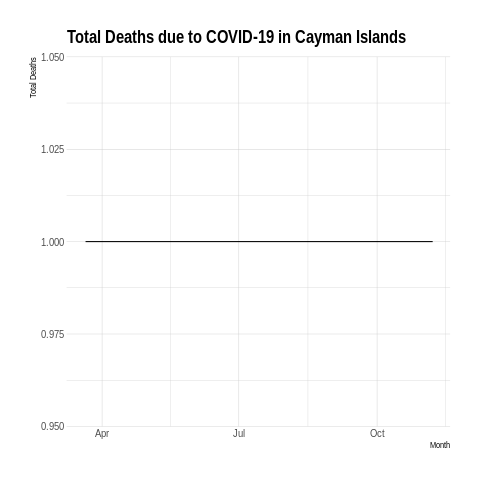 Total Deaths due to COVID-19 in Cayman Islands
Total Deaths
1.050
1.025
1.000
0.975
0.950
Apr Jul Oct
Month